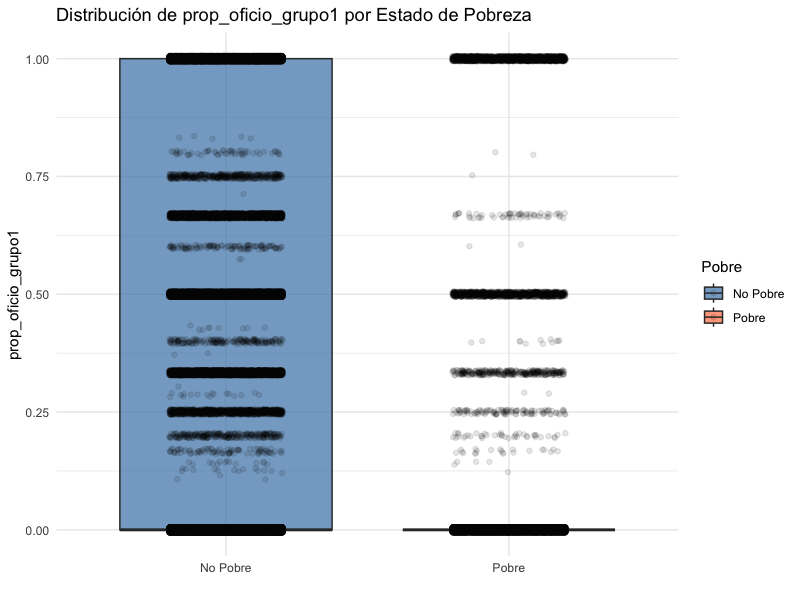 Distribución de prop_oficio_grupo1 por Estado de Pobreza
prop_oficio_grupo1
1.00
0.75
0.50
0.25
0.00
No Pobre
Pobre
Pobre
No Pobre
Pobre